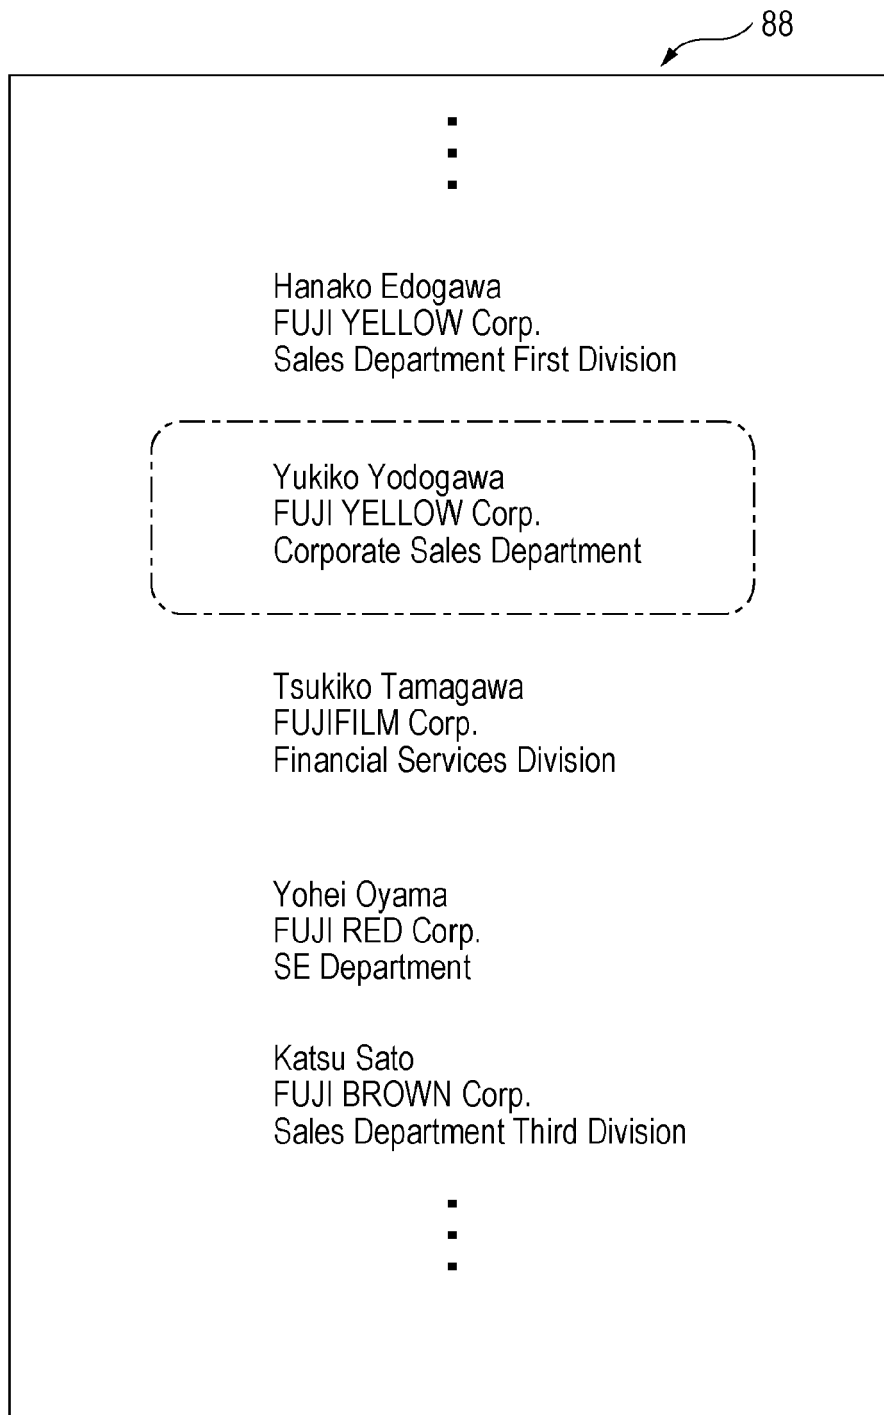 88
Hanako Edogawa
FUJI YELLOW Corp.
Sales Department First Division
Yukiko Yodogawa
FUJI YELLOW Corp.
Corporate Sales Department
Tsukiko Tamagawa
FUJIFILM Corp.
Financial Services Division
Yohei Oyama
FUJI RED Corp.
SE Department
Katsu Sato
FUJI BROWN Corp.
Sales Department Third Division